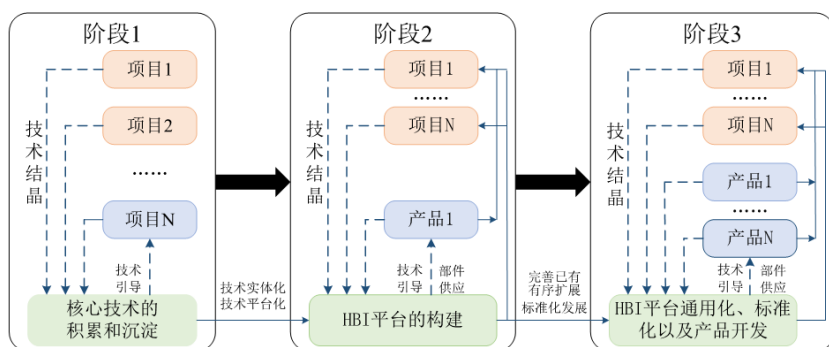 阶段1
项目1
项目2
……
技术结晶
项目N
技术
引导
核心技术的
积累和沉淀
技术实体化
技术平台化
阶段2
项目1
……
项目N
技术结晶
产品1
技术
引导
部件
供应
HBI平台的构建
完善已有
有序扩展
标准化发展
阶段3
项目1
……
项目N
技术结晶
产品1
……
产品N
技术
引导
部件
供应
HBI平台通用化、标准
化以及产品开发